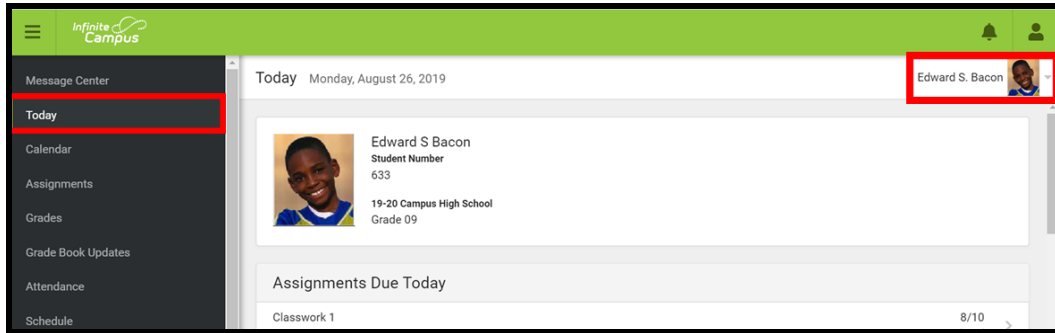 Infinite
Campus
Message Center
Today
Calendar
Assignments
Grades
Grade Book Updates
Attendance
Schedule
Today Monday, August 26, 2019
Edward S. Bacon
Edward S Bacon
Student Number
633
19-20 Campus High School
Grade 09
Assignments Due Today
Classwork 1 8/10